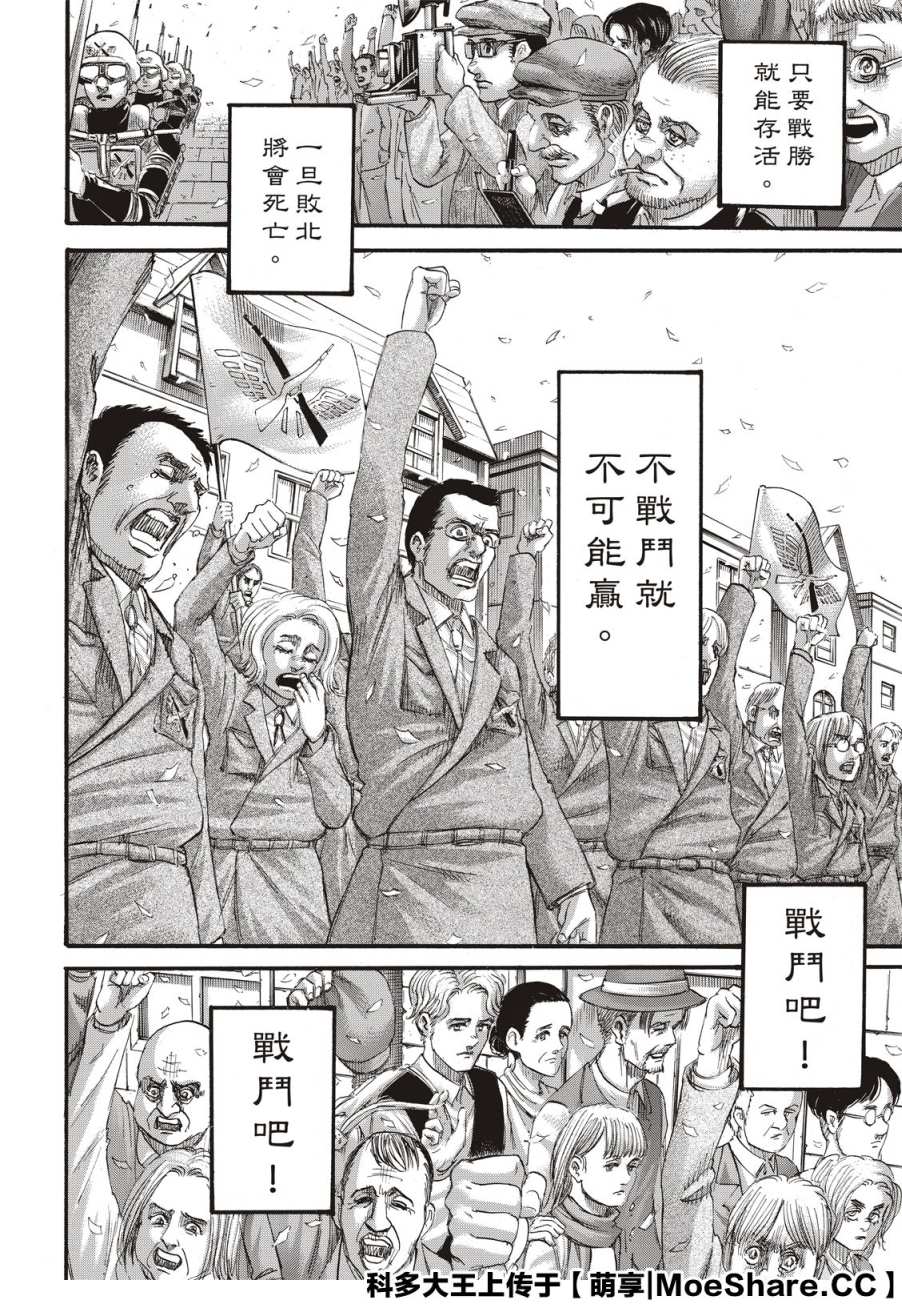 只要戰勝
就能存活。
一旦敗北
將會死亡。
不戰鬥就
不可能贏。
戰鬥吧！
戰鬥吧！
科多大王上传于【萌享|MoeShare.CC】